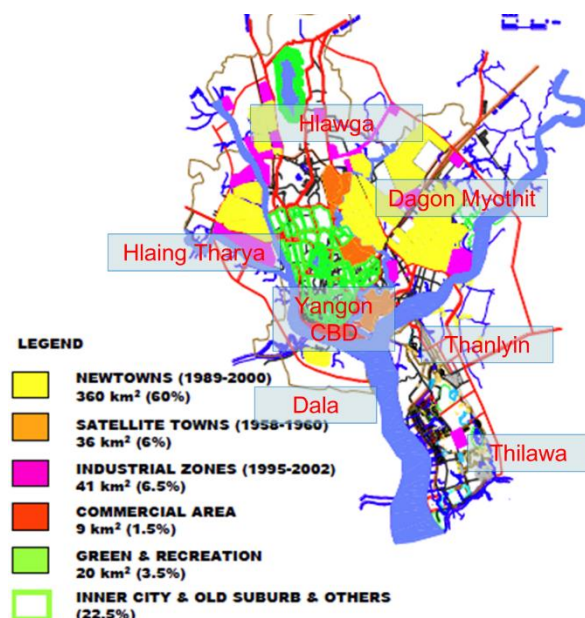 Hlawga
Dagon Myothit
Hlaing Tharya
Yangon
CBD
Thanlyin
Dala
Thilawa
LEGEND
NEWTOWNS (1989-2000)
360 km² (60%)
SATELLITE TOWNS (1958-1960)
36 km² (6%)
INDUSTRIAL ZONES (1995-2002)
41 km² (6.5%)
COMMERCIAL AREA
9 km² (1.5%)
GREEN & RECREATION
20 km² (3.5%)
INNER CITY & OLD SUBURB & OTHERS
(22.5%)